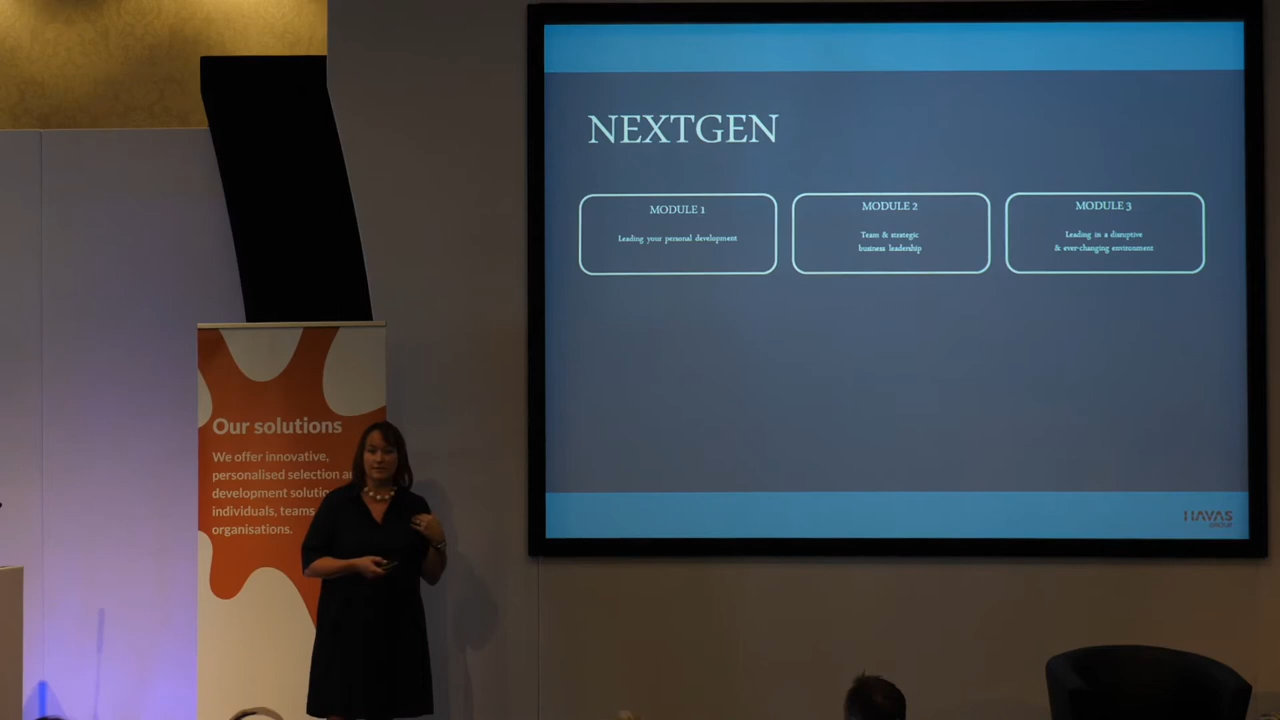 NEXTGEN
MODULE 1
Leading your personal development
MODULE 2
Team & strategic
business leadership
MODULE 3
Leading in a disruptive
& ever-changing environment
HAVAS
GROUP
Our solutions
We offer innovative,
personalised selection
development
individuals, teams
organisations.